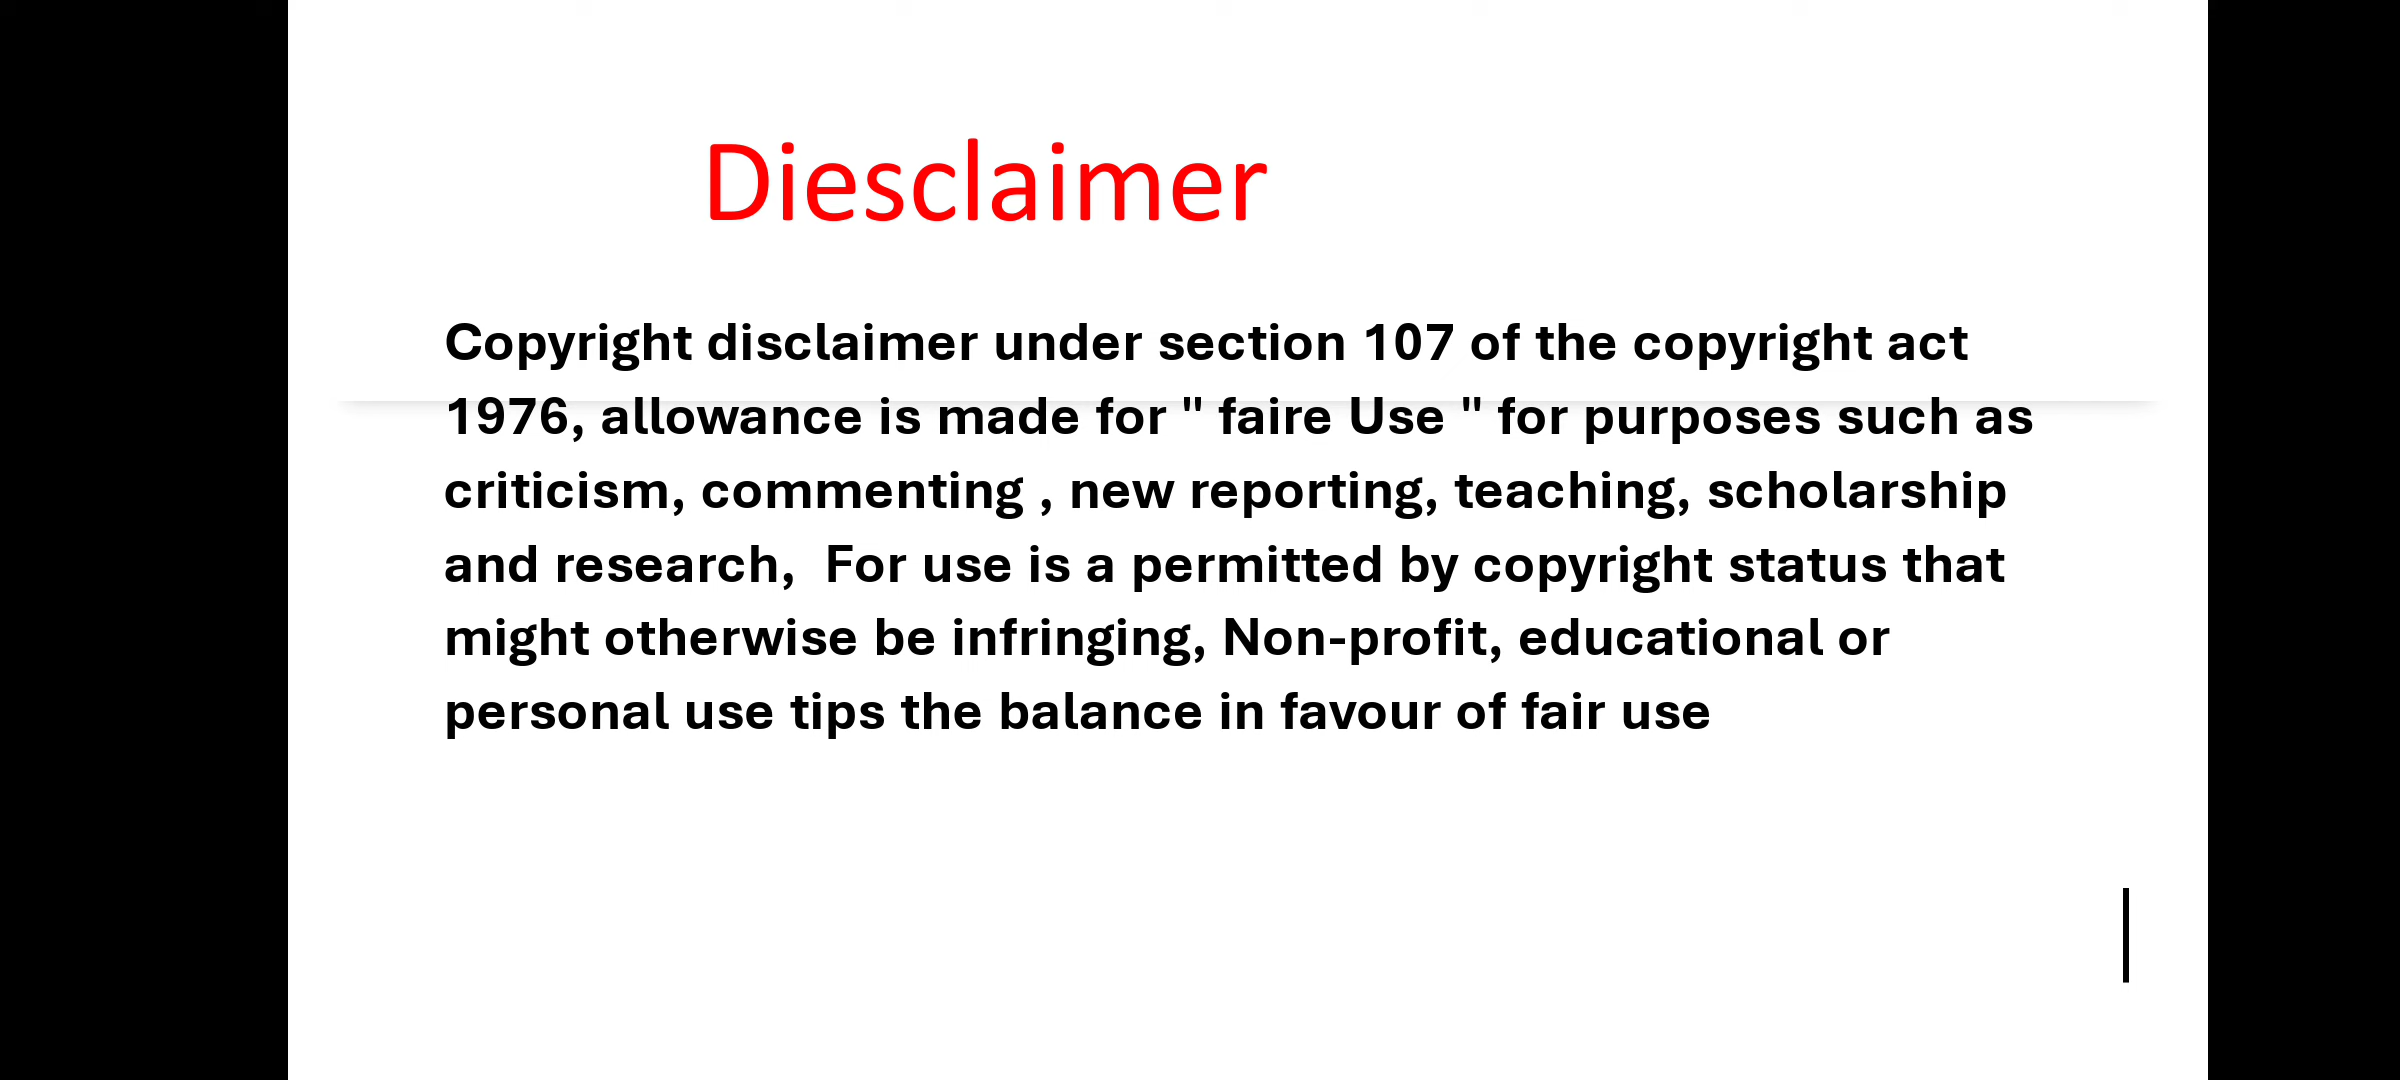 Diesclaimer
Copyright disclaimer under section 107 of the copyright act
1976, allowance is made for " faire Use " for purposes such as
criticism, commenting , new reporting, teaching, scholarship
and research,  For use is a permitted by copyright status that
might otherwise be infringing, Non-profit, educational or
personal use tips the balance in favour of fair use